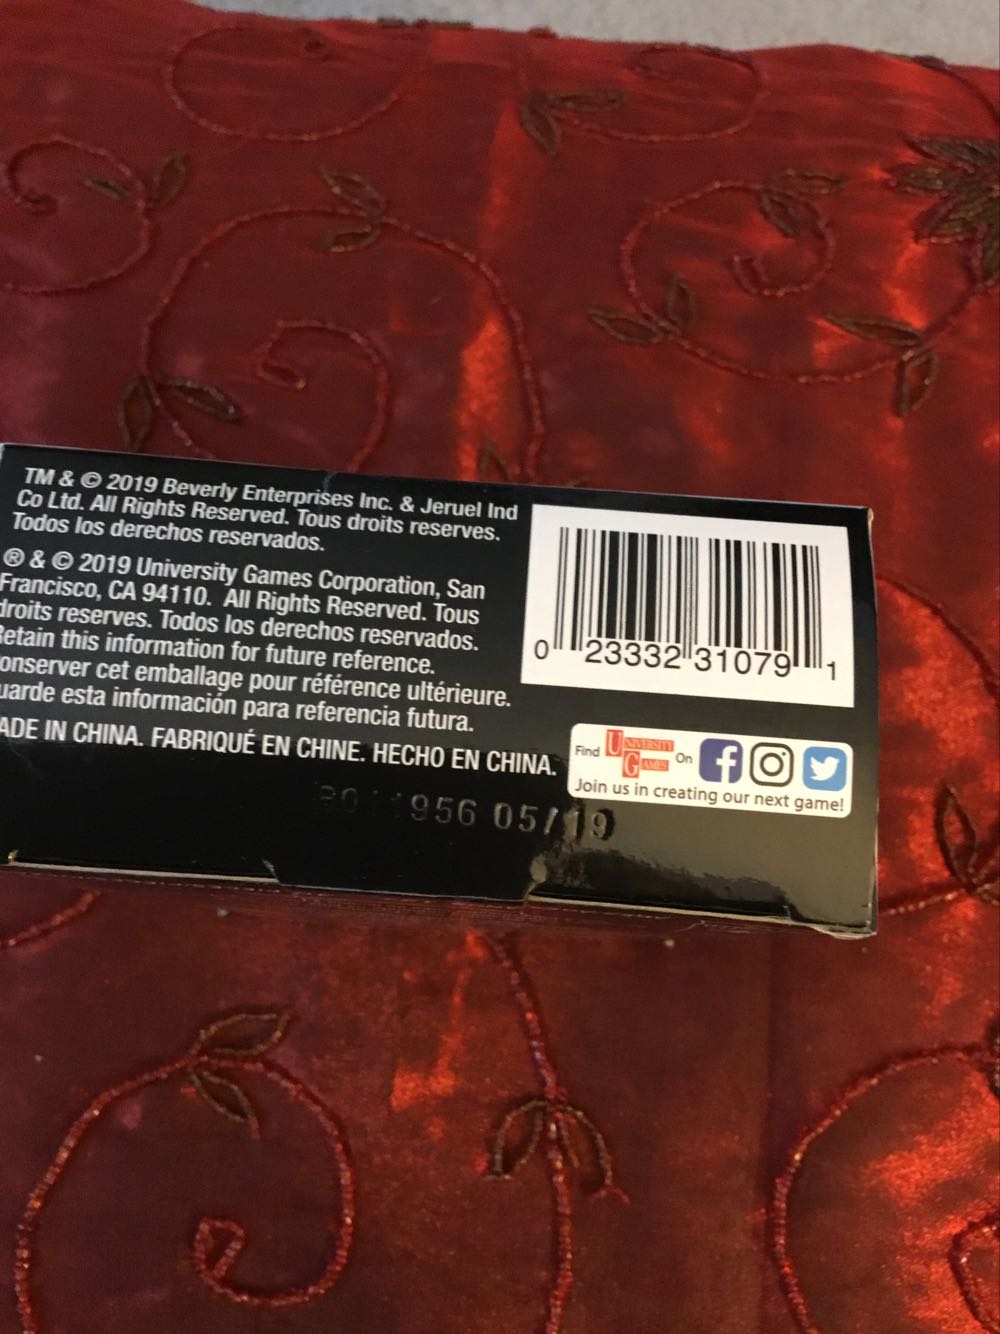 TM & © 2019 Beverly Enterprises Inc. & Jeruel Ind
Co Ltd. All Rights Reserved. Tous droits reserves.
Todos los derechos reservados.
® & © 2019 University Games Corporation, San
Francisco, CA 94110. All Rights Reserved. Tous
droits reserves. Todos los derechos reservados.
Retain this information for future reference.
onserver cet emballage pour référence ultérieure.
uarde esta información para referencia futura.
ADE IN CHINA. FABRIQUÉ EN CHINE. HECHO EN CHINA.
956 05/19
0 23332 31079 1
Find UNIVERSITY GAMES On
Join us in creating our next game!